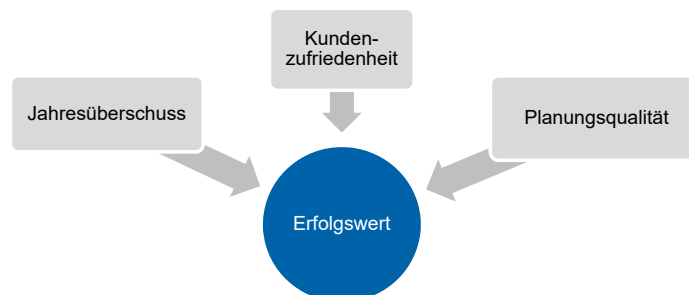 Kunden-
zufriedenheit
Jahresüberschuss
Planungsqualität
Erfolgswert